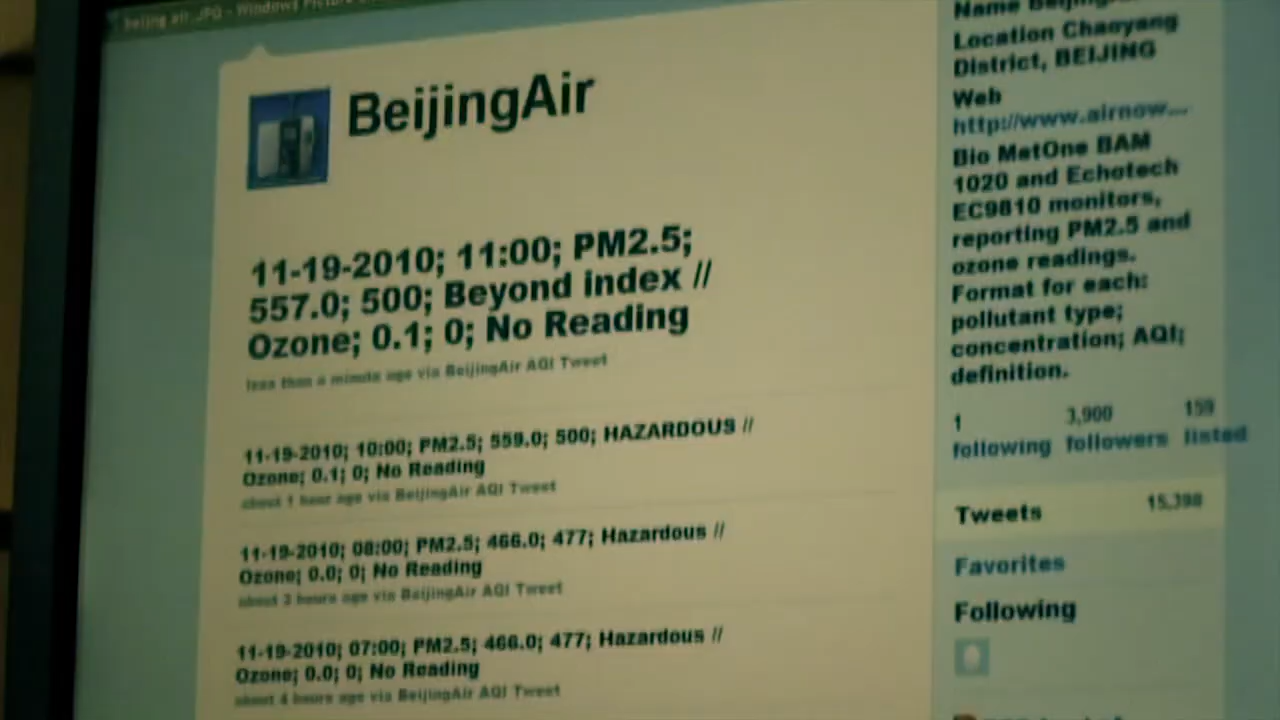 beijing air.JPG - Windows Picture
BeijingAir
11-19-2010; 11:00; PM2.5;
557.0; 500; Beyond index //
Ozone; 0.1; 0; No Reading
less than a minute ago via BeijingAir AQI Tweet
11-19-2010; 10:00; PM2.5; 559.0; 500; HAZARDOUS //
Ozone; 0.1; 0; No Reading
about 1 hour ago via BeijingAir AQI Tweet
11-19-2010; 08:00; PM2.5; 466.0; 477; Hazardous //
Ozone; 0.0; 0; No Reading
about 3 hours ago via BeijingAir AQI Tweet
11-19-2010; 07:00; PM2.5; 466.0; 477; Hazardous //
Ozone; 0.0; 0; No Reading
about 4 hours ago via BeijingAir AQI Tweet
Name
Location Chaoyang
District, BEIJING
Web
http://www.airnow...
Bio MetOne BAM
1020 and Echotech
EC9810 monitors,
reporting PM2.5 and
ozone readings.
Format for each:
pollutant type;
concentration; AQI;
definition.
1 3,900 159
following followers listed
Tweets 15,398
Favorites
Following